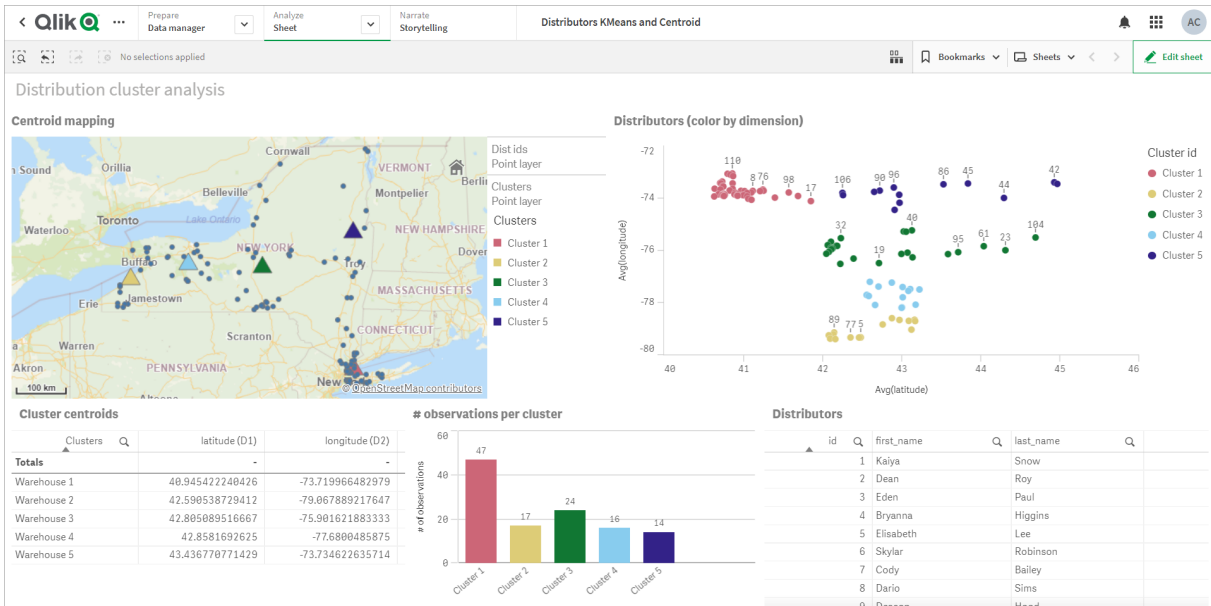 Qlik
Prepare
Data manager
Analyze
Sheet
Narrate
Storytelling
Distributors KMeans and Centroid
AC
No selections applied
Bookmarks
Sheets
Edit sheet
Distribution cluster analysis
Centroid mapping
Sound
Orillia
Cornwall
VERMONT
Berlin
Montpelier
Belleville
Toronto
Lake Ontario
Waterloo
NEW HAMPSHIRE
NEW YORK
Dover
Buffalo
Troy
MASSACHUSETTS
Erie
Jamestown
CONNECTICUT
Scranton
Warren
Akron
PENNSYLVANIA
New
Altoona
100 km
© OpenStreetMap contributors
Dist ids
Point layer
Clusters
Point layer
Clusters
Cluster 1
Cluster 2
Cluster 3
Cluster 4
Cluster 5
Distributors (color by dimension)
-72
-74
-76
-78
-80
Avg(longitude)
110
8 76
98
17
106
90 96
86
45
44
42
32
40
19
95
61
23
104
89
77 5
40
41
42
43
44
45
46
Avg(latitude)
Cluster id
Cluster 1
Cluster 2
Cluster 3
Cluster 4
Cluster 5
Cluster centroids
Clusters latitude (D1) longitude (D2)
Totals - -
Warehouse 1 40.945422240426 -73.719966482979
Warehouse 2 42.590538729412 -79.067889217647
Warehouse 3 42.805089516667 -75.901621883333
Warehouse 4 42.8581692625 -77.6800485875
Warehouse 5 43.436770771429 -73.734622635714
# observations per cluster
# of observations
60
40
20
0
47
17
24
16
14
Cluster 1
Cluster 2
Cluster 3
Cluster 4
Cluster 5
Distributors
id first_name last_name
1 Kaiya Snow
2 Dean Roy
3 Eden Paul
4 Bryanna Higgins
5 Elisabeth Lee
6 Skylar Robinson
7 Cody Bailey
8 Dario Sims
9